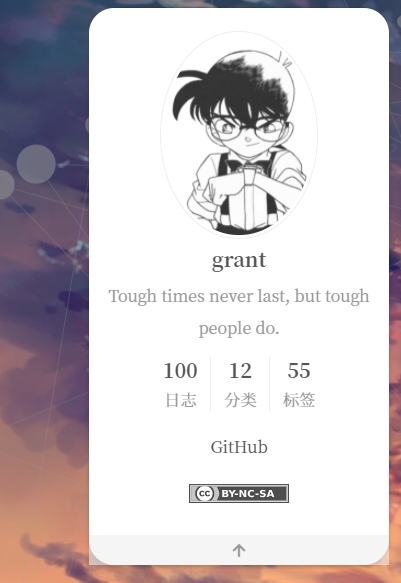 grant
Tough times never last, but tough
people do.
100 12 55
日志 分类 标签
GitHub
cc BY-NC-SA